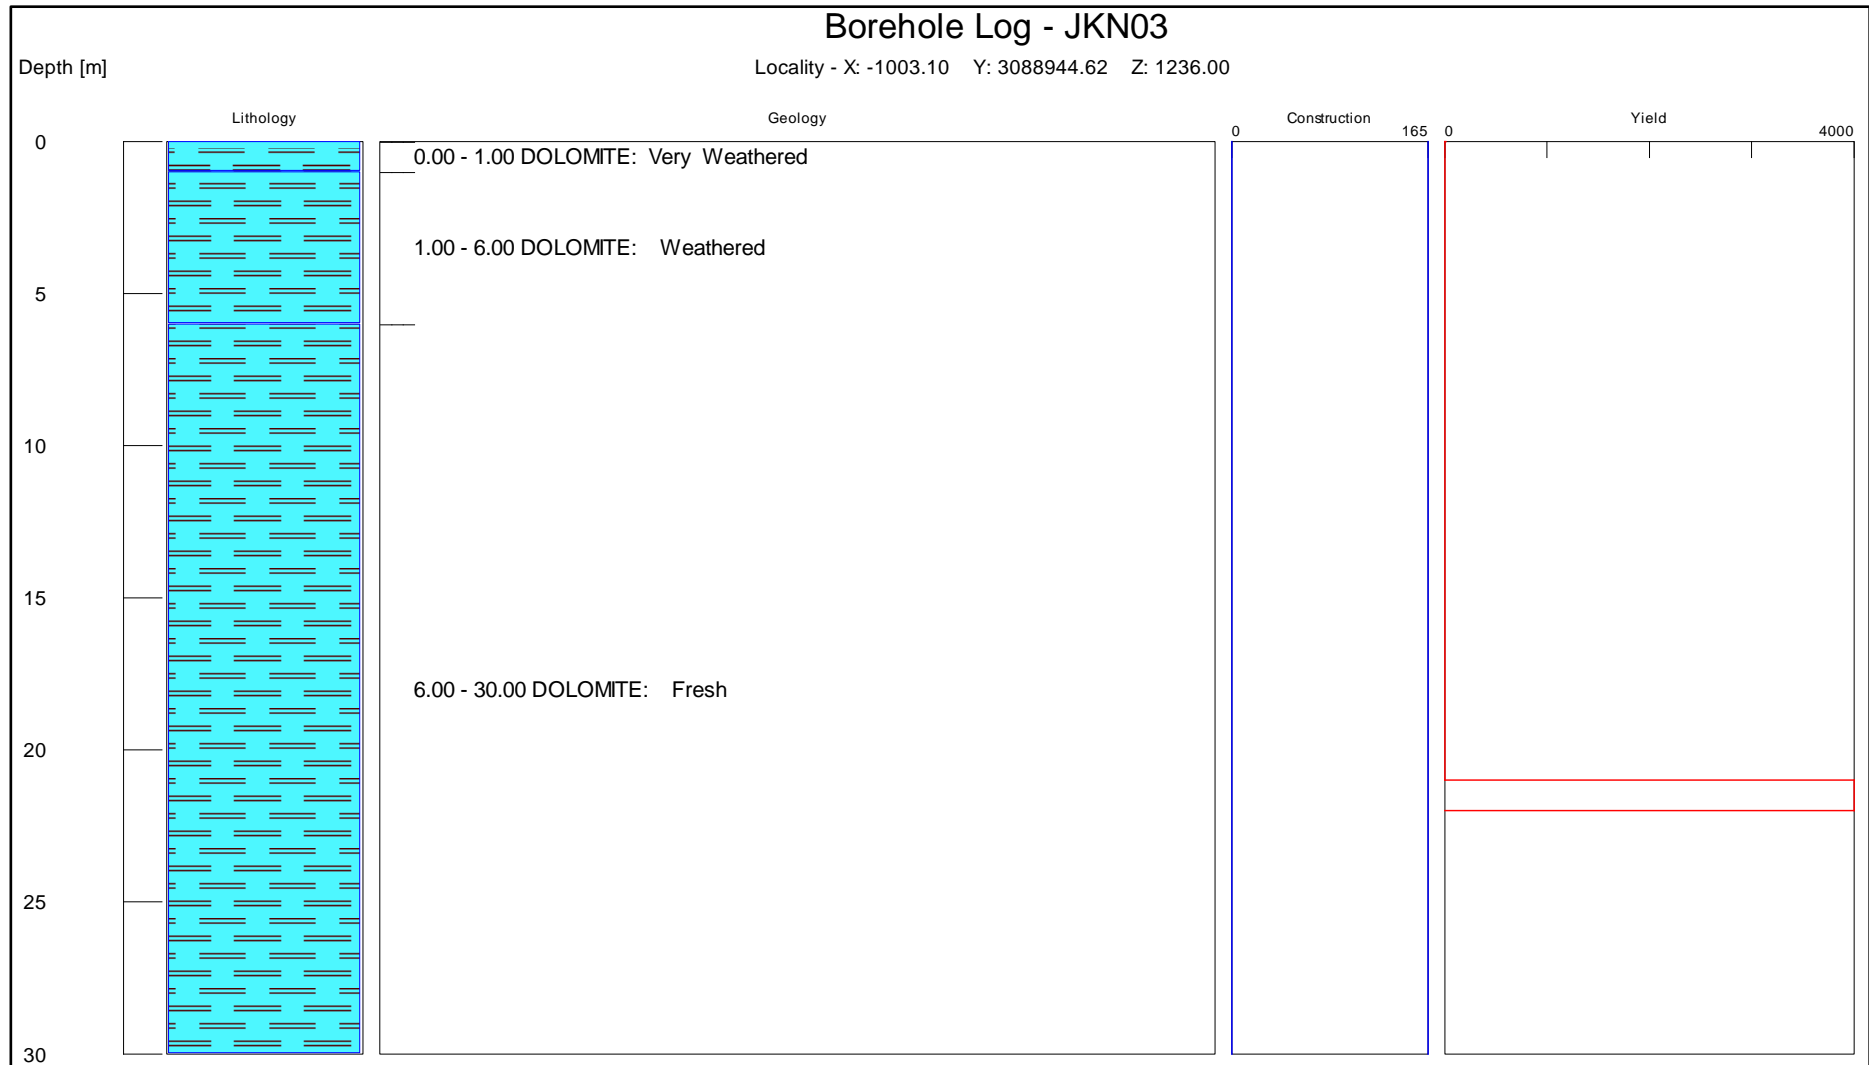 Borehole Log - JKN03
Depth [m]
Locality - X: -1003.10 Y: 3088944.62 Z: 1236.00
Lithology
Geology
Construction
Yield
0 165
0 4000
0
5
10
15
20
25
30
0.00 - 1.00 DOLOMITE: Very Weathered
1.00 - 6.00 DOLOMITE: Weathered
6.00 - 30.00 DOLOMITE: Fresh